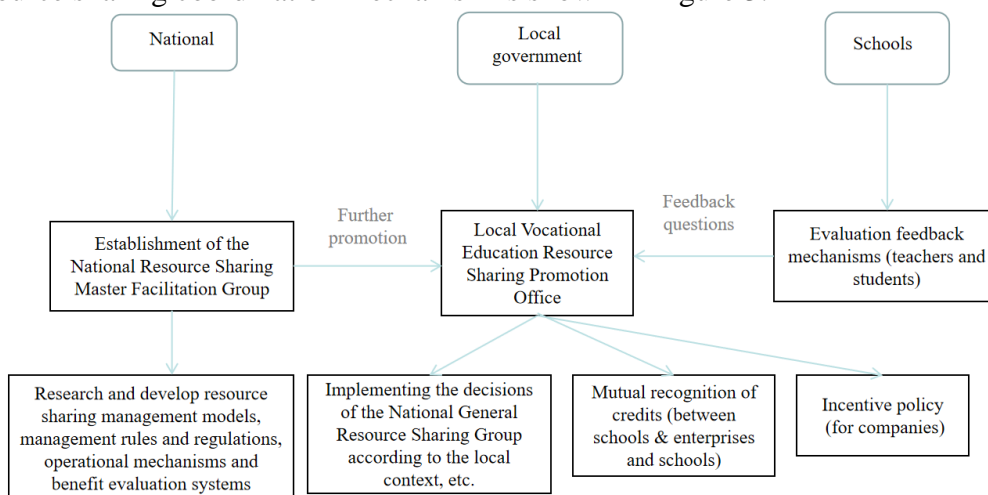 National
Local
government
Schools
Further
promotion
Feedback
questions
Establishment of the
National Resource Sharing
Master Facilitation Group
Local Vocational
Education Resource
Sharing Promotion
Office
Evaluation feedback
mechanisms (teachers and
students)
Research and develop resource
sharing management models,
management rules and regulations,
operational mechanisms and
benefit evaluation systems
Implementing the decisions
of the National General
Resource Sharing Group
according to the local
context, etc.
Mutual recognition of
credits (between
schools & enterprises
and schools)
Incentive policy
(for companies)